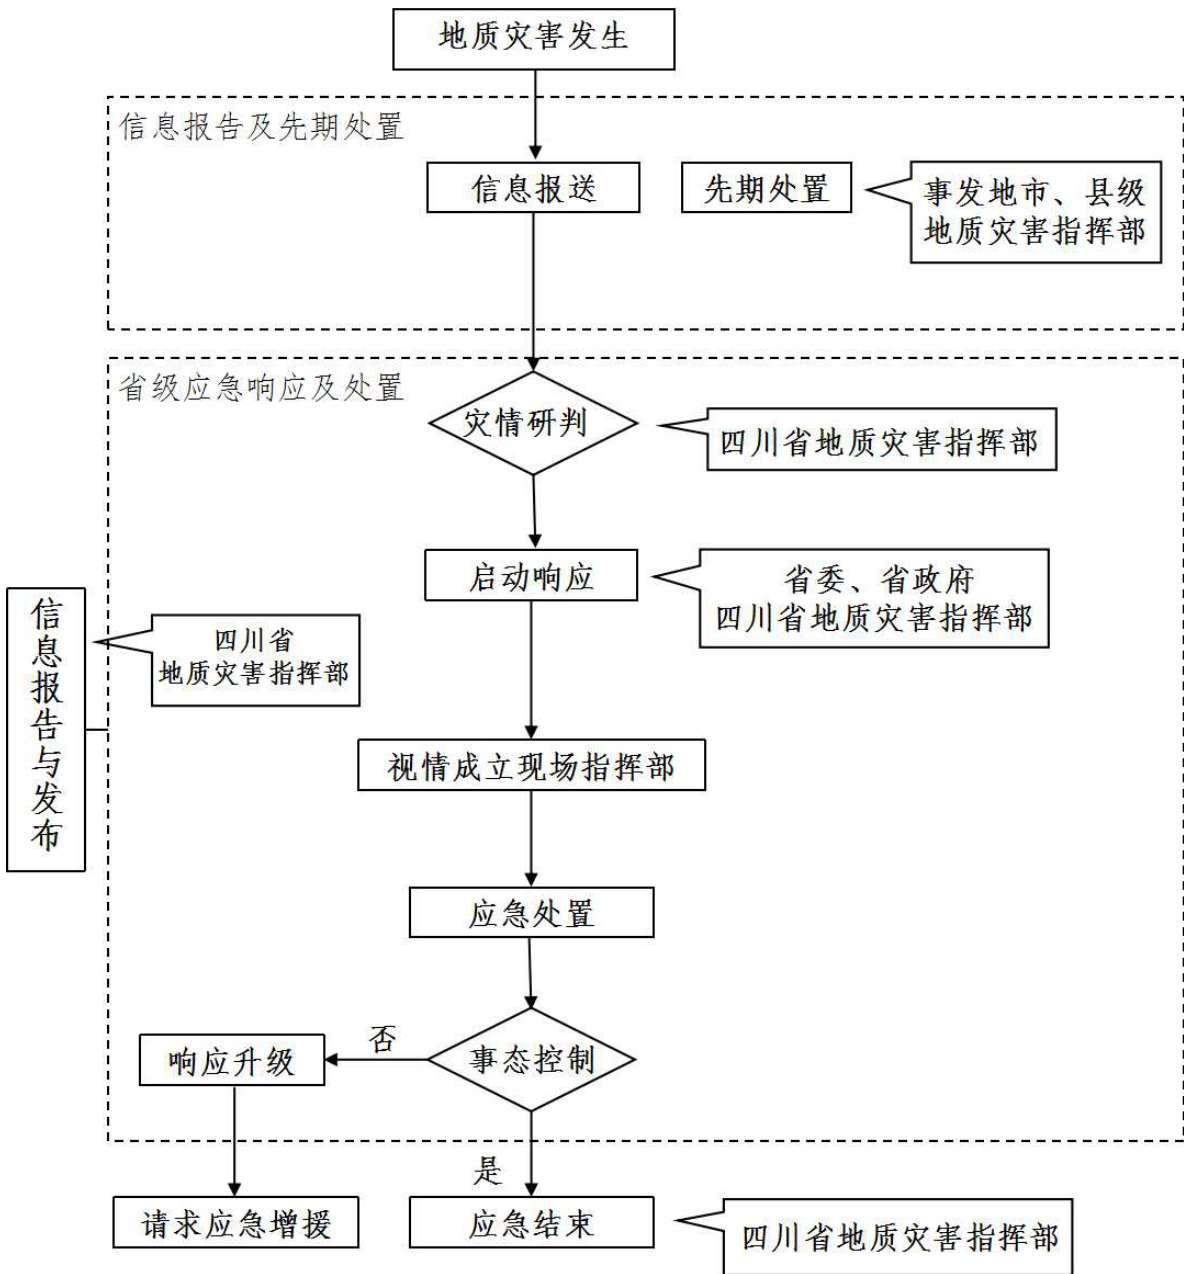 地质灾害发生
信息报告及先期处置
信息报送
先期处置
事发地市、县级
地质灾害指挥部
省级应急响应及处置
灾情研判
四川省地质灾害指挥部
启动响应
省委、省政府
四川省地质灾害指挥部
信息报告与发布
四川省
地质灾害指挥部
视情成立现场指挥部
应急处置
事态控制
否
响应升级
是
请求应急增援
应急结束
四川省地质灾害指挥部